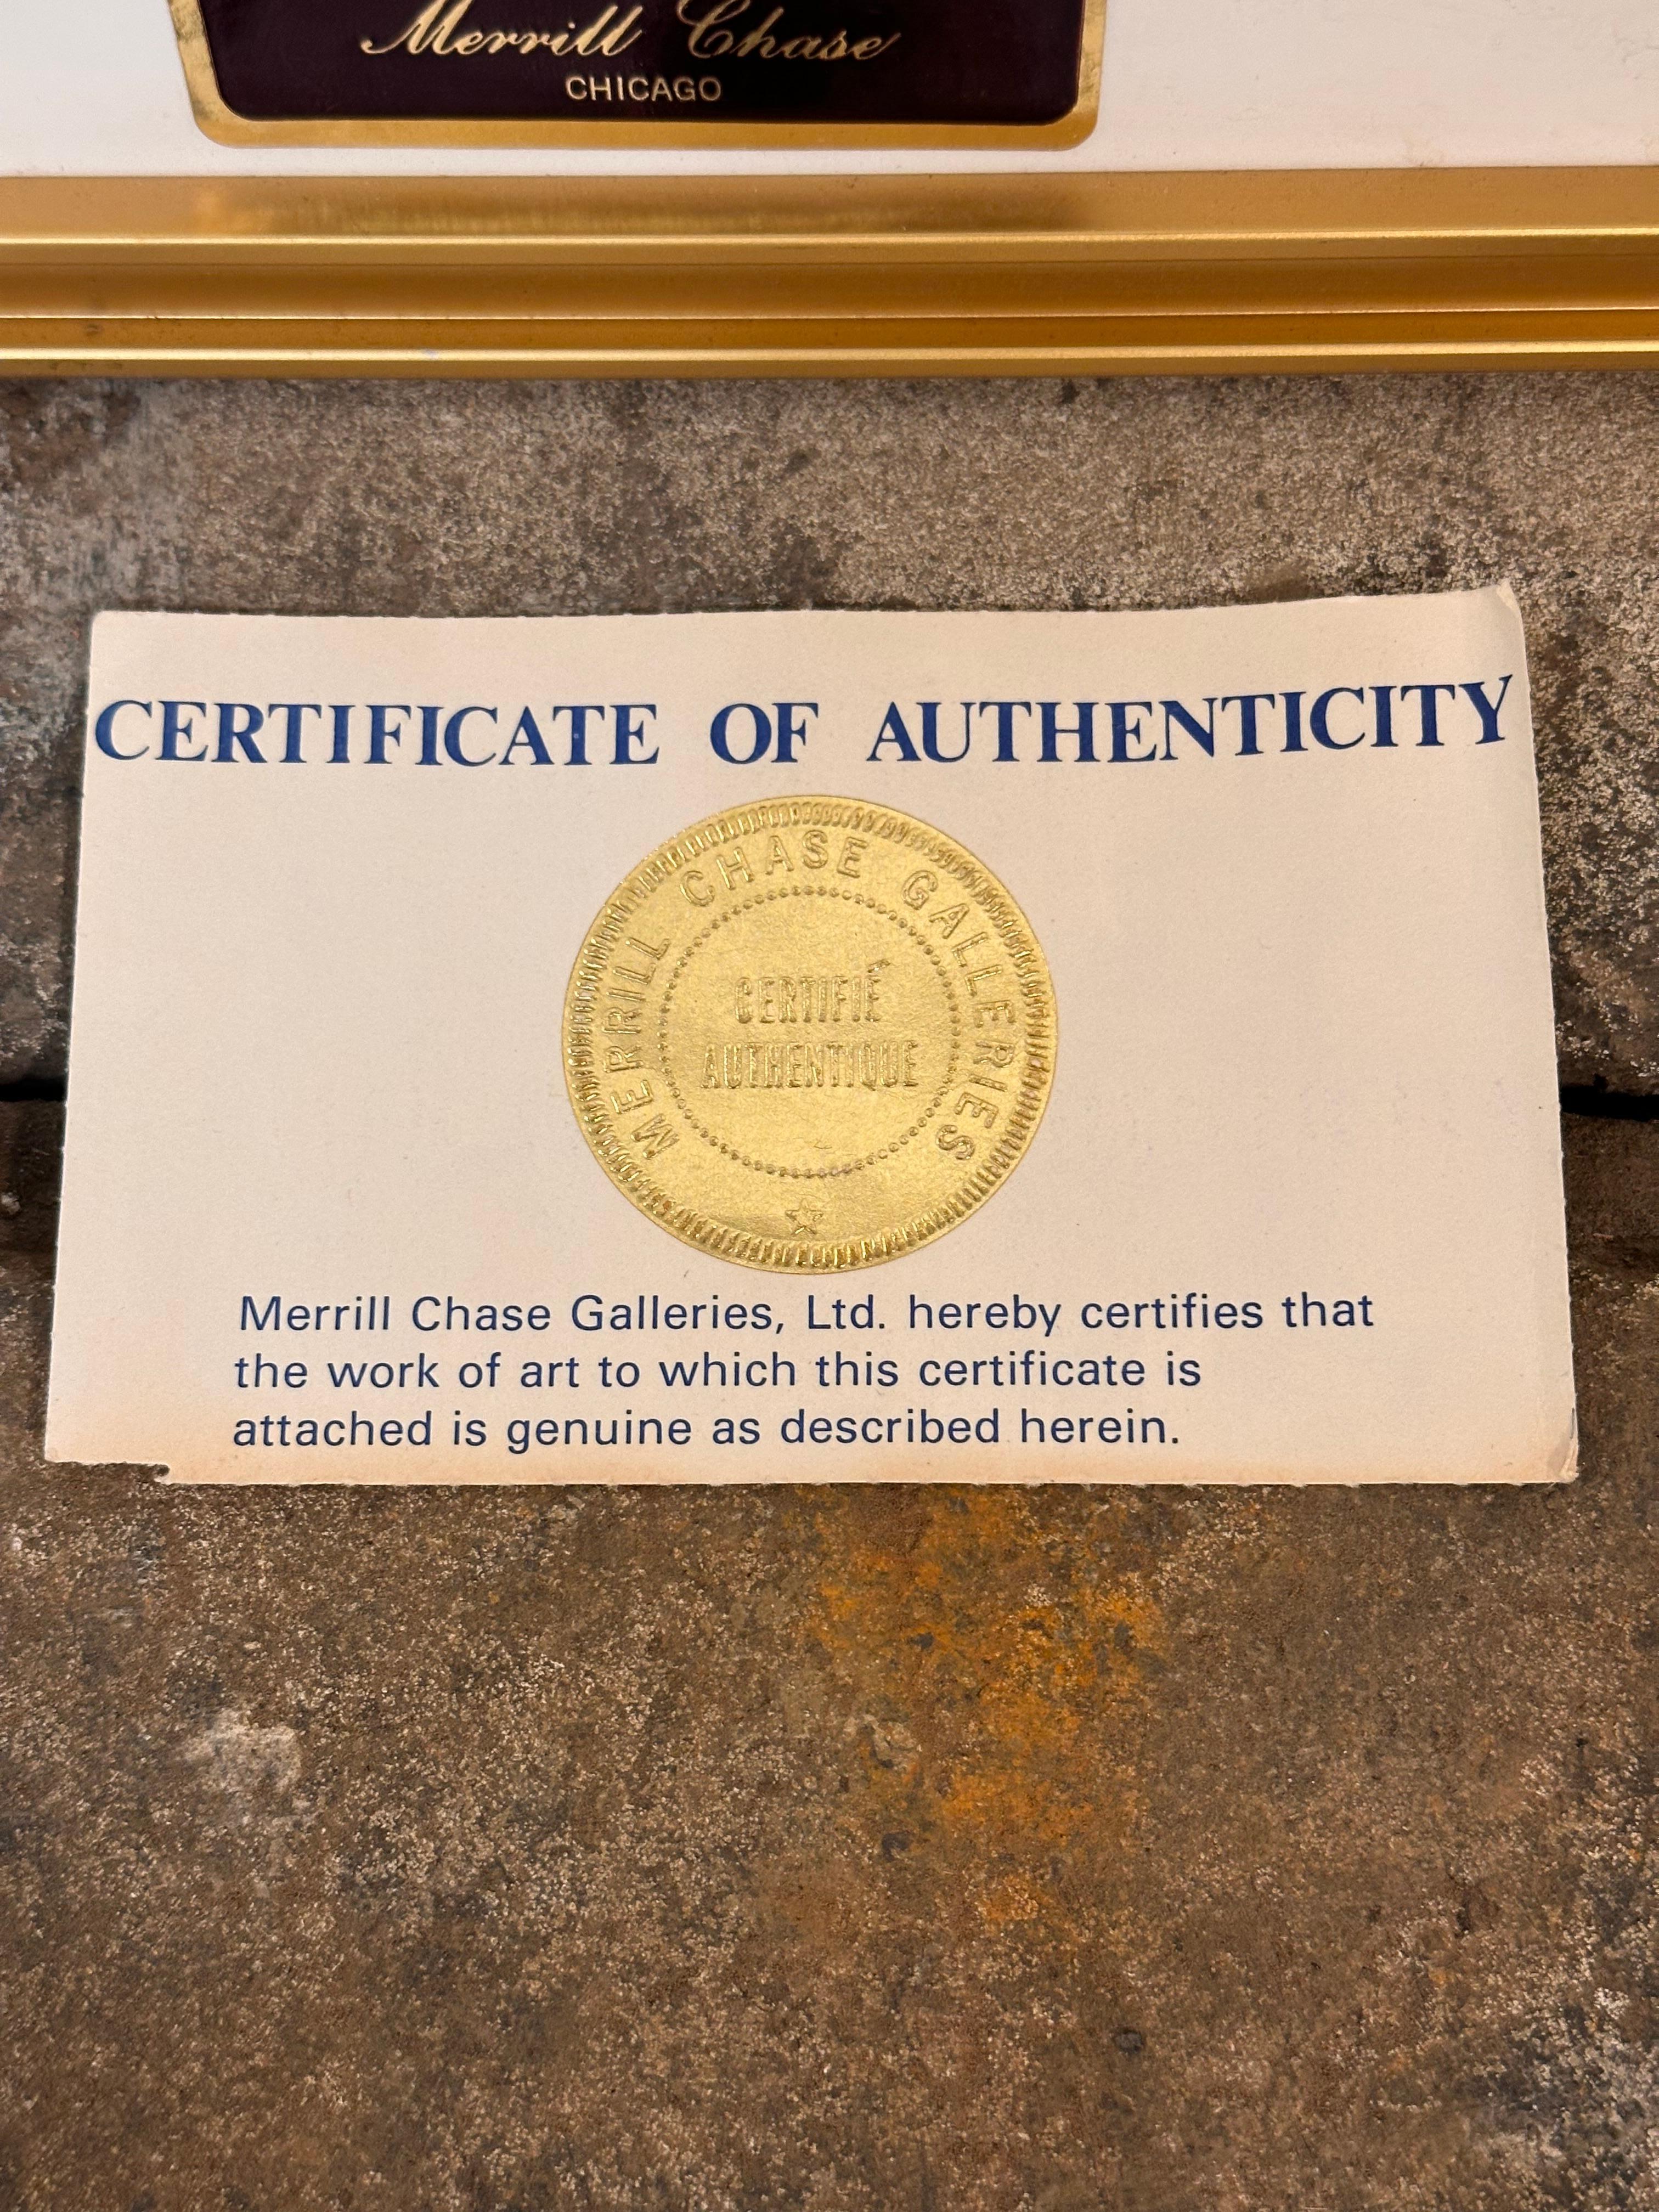 Merrill Chase
CHICAGO
CERTIFICATE OF AUTHENTICITY
MERRILL CHASE GALLERIES
CERTIFIÉ
AUTHENTIQUE
Merrill Chase Galleries, Ltd. hereby certifies that
the work of art to which this certificate is
attached is genuine as described herein.